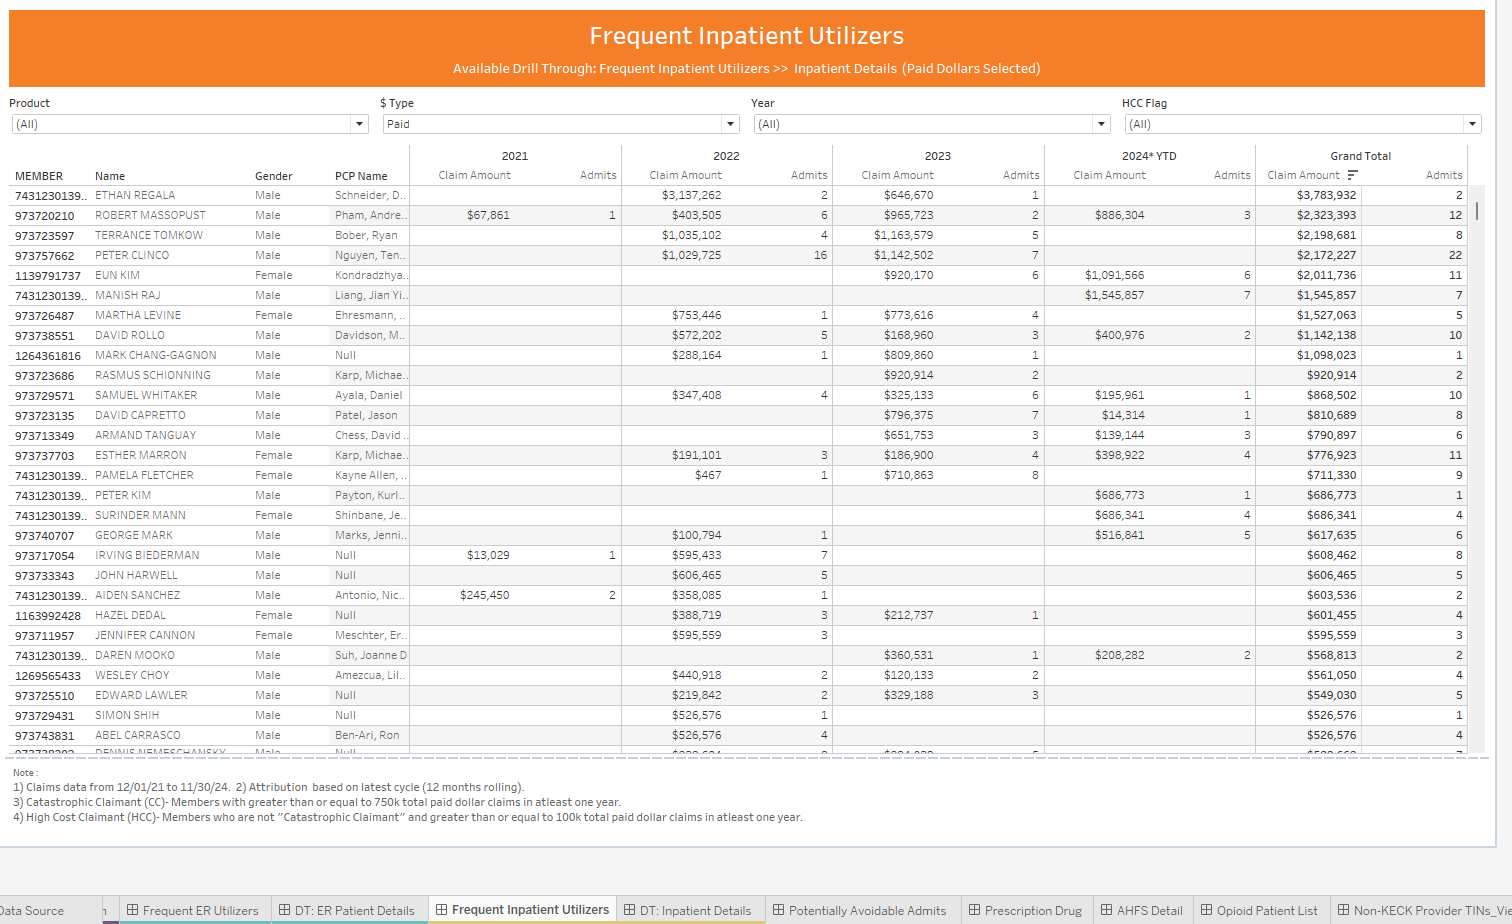 Frequent Inpatient Utilizers
Available Drill Through: Frequent Inpatient Utilizers >> Inpatient Details (Paid Dollars Selected)
Product $ Type Year HCC Flag
(All) Paid (All) (All)
2021 2022 2023 2024* YTD Grand Total
MEMBER Name Gender PCP Name Claim Amount Admits Claim Amount Admits Claim Amount Admits Claim Amount Admits Claim Amount Admits
7431230139.. ETHAN REGALA Male Schneider, D.. $3,137,262 2 $646,670 1 $3,783,932 2
973720210 ROBERT MASSOPUST Male Pham, Andre.. $67,861 1 $403,505 6 $965,723 2 $886,304 3 $2,323,393 12
973723597 TERRANCE TOMKOW Male Bober, Ryan $1,035,102 4 $1,163,579 5 $2,198,681 8
973757662 PETER CLINCO Male Nguyen, Ten.. $1,029,725 16 $1,142,502 7 $2,172,227 22
1139791737 EUN KIM Female Kondradzhya.. $920,170 6 $1,091,566 6 $2,011,736 11
7431230139.. MANISH RAJ Male Liang, Jian Yi.. $1,545,857 7 $1,545,857 7
973726487 MARTHA LEVINE Female Ehresmann, .. $753,446 1 $773,616 4 $1,527,063 5
973738551 DAVID ROLLO Male Davidson, M.. $572,202 5 $168,960 3 $400,976 2 $1,142,138 10
1264361816 MARK CHANG-GAGNON Male Null $288,164 1 $809,860 1 $1,098,023 1
973723686 RASMUS SCHIONNING Male Karp, Michae.. $920,914 2 $920,914 2
973729571 SAMUEL WHITAKER Male Ayala, Daniel $347,408 4 $325,133 6 $195,961 1 $868,502 10
973723135 DAVID CAPRETTO Male Patel, Jason $796,375 7 $14,314 1 $810,689 8
973713349 ARMAND TANGUAY Male Chess, David .. $651,753 3 $139,144 3 $790,897 6
973737703 ESTHER MARRON Female Karp, Michae.. $191,101 3 $186,900 4 $398,922 4 $776,923 11
7431230139.. PAMELA FLETCHER Female Kayne Allen, .. $467 1 $710,863 8 $711,330 9
7431230139.. PETER KIM Male Payton, Kurl.. $686,773 1 $686,773 1
7431230139.. SURINDER MANN Female Shinbane, Je.. $686,341 4 $686,341 4
973740707 GEORGE MARK Male Marks, Jenni.. $100,794 1 $516,841 5 $617,635 6
973717054 IRVING BIEDERMAN Male Null $13,029 1 $595,433 7 $608,462 8
973733343 JOHN HARWELL Male Null $606,465 5 $606,465 5
7431230139.. AIDEN SANCHEZ Male Antonio, Nic.. $245,450 2 $358,085 1 $603,536 2
1163992428 HAZEL DEDAL Female Null $388,719 3 $212,737 1 $601,455 4
973711957 JENNIFER CANNON Female Meschter, Er.. $595,559 3 $595,559 3
7431230139.. DAREN MOOKO Male Suh, Joanne D $360,531 1 $208,282 2 $568,813 2
1269565433 WESLEY CHOY Male Amezcua, Lil.. $440,918 2 $120,133 2 $561,050 4
973725510 EDWARD LAWLER Male Null $219,842 2 $329,188 3 $549,030 5
973729431 SIMON SHIH Male Null $526,576 1 $526,576 1
973743831 ABEL CARRASCO Male Ben-Ari, Ron $526,576 4 $526,576 4
DENNIS NEMESCHANSKY Male Null
Note :
1) Claims data from 12/01/21 to 11/30/24. 2) Attribution based on latest cycle (12 months rolling).
3) Catastrophic Claimant (CC)- Members with greater than or equal to 750k total paid dollar claims in atleast one year.
4) High Cost Claimant (HCC)- Members who are not "Catastrophic Claimant" and greater than or equal to 100k total paid dollar claims in atleast one year.
Data Source Frequent ER Utilizers DT: ER Patient Details Frequent Inpatient Utilizers DT: Inpatient Details Potentially Avoidable Admits Prescription Drug AHFS Detail Opioid Patient List Non-KECK Provider TINs_